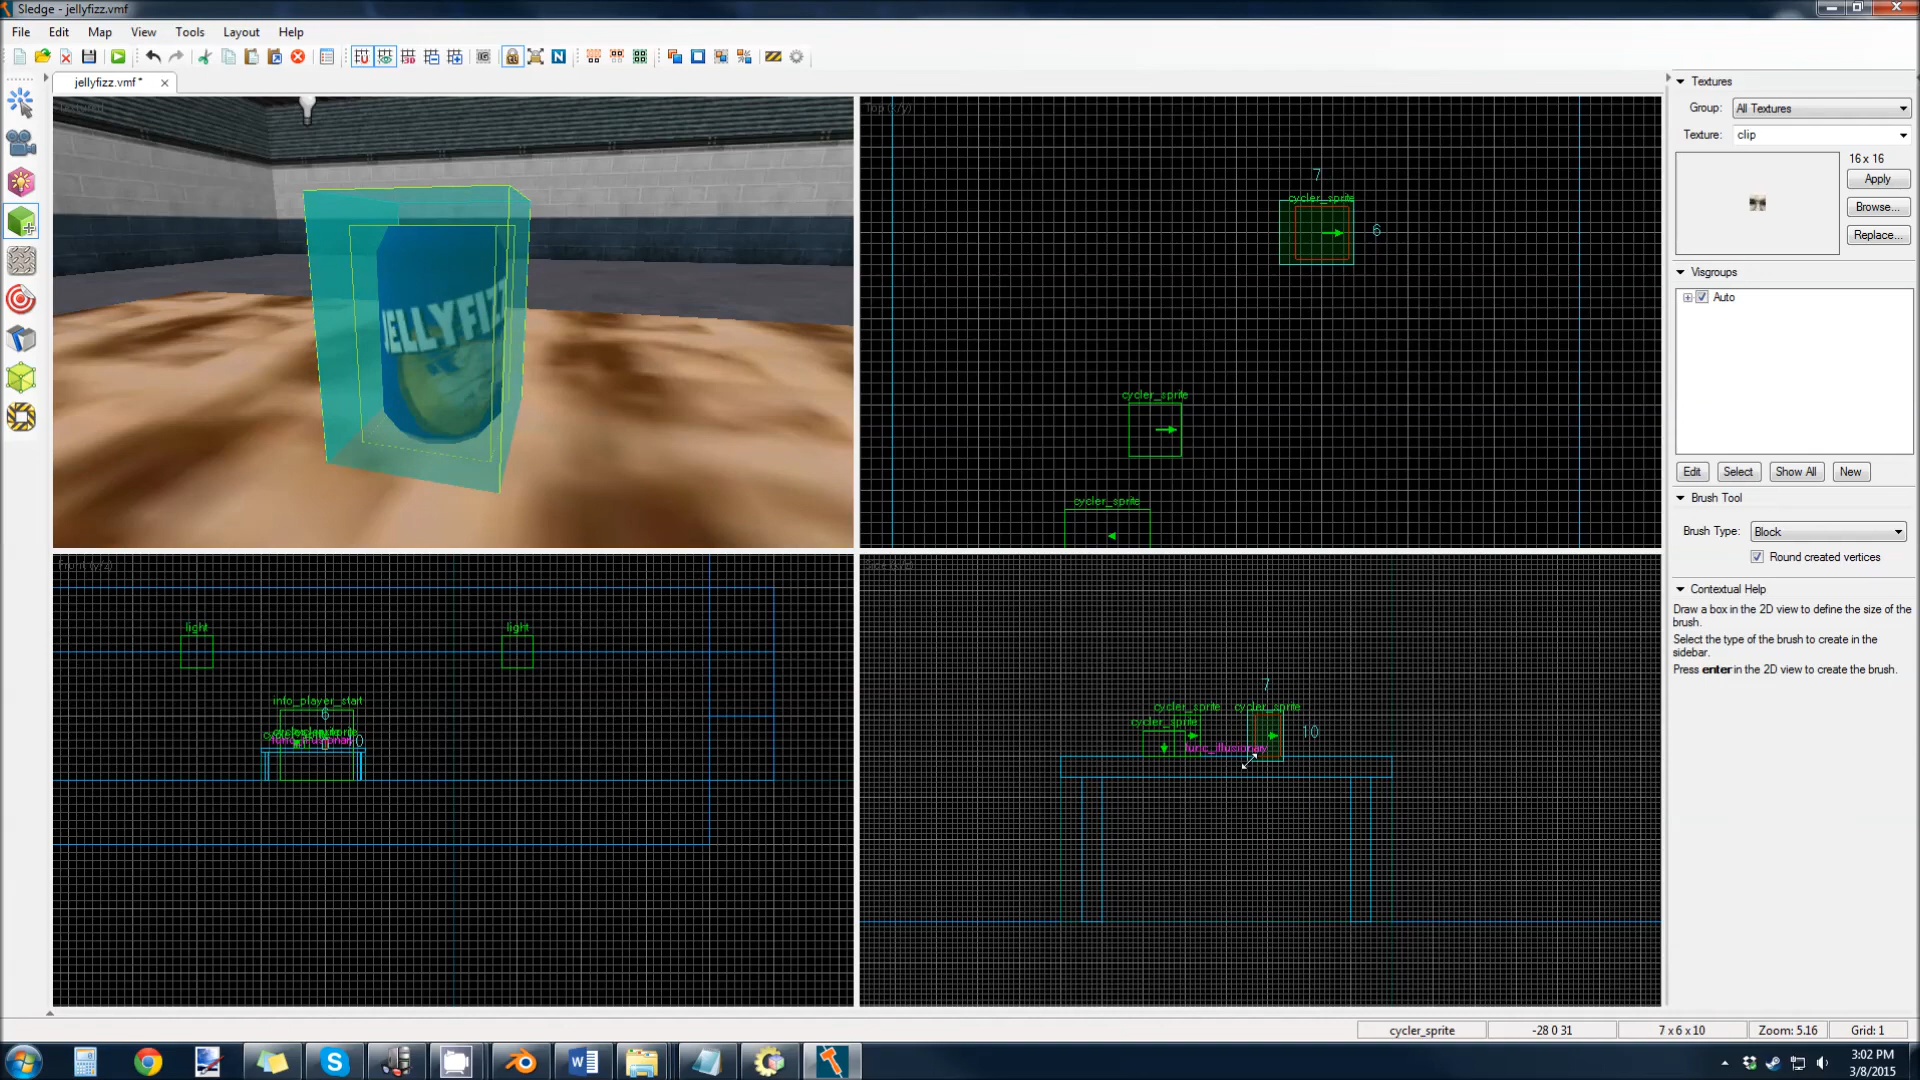 Sledge - jellyfizz.vmf
File Edit Map View Tools Layout Help
jellyfizz.vmf *
Textured
JELLYFIZ
Top (x/y)
7
cycler_sprite
6
cycler_sprite
cycler_sprite
Front (y/z)
light
light
info_player_start
6
Side (x/z)
7
cycler_sprite cycler_sprite
cycler_sprite
10
func_illusionary
Textures
Group: All Textures
Texture: clip
16 x 16
Apply
Browse...
Replace...
Visgroups
Auto
Edit Select Show All New
Brush Tool
Brush Type: Block
Round created vertices
Contextual Help
Draw a box in the 2D view to define the size of the
brush.
Select the type of the brush to create in the
sidebar.
Press enter in the 2D view to create the brush.
cycler_sprite -28 0 31 7 x 6 x 10 Zoom: 5.16 Grid: 1
3:02 PM
3/8/2015